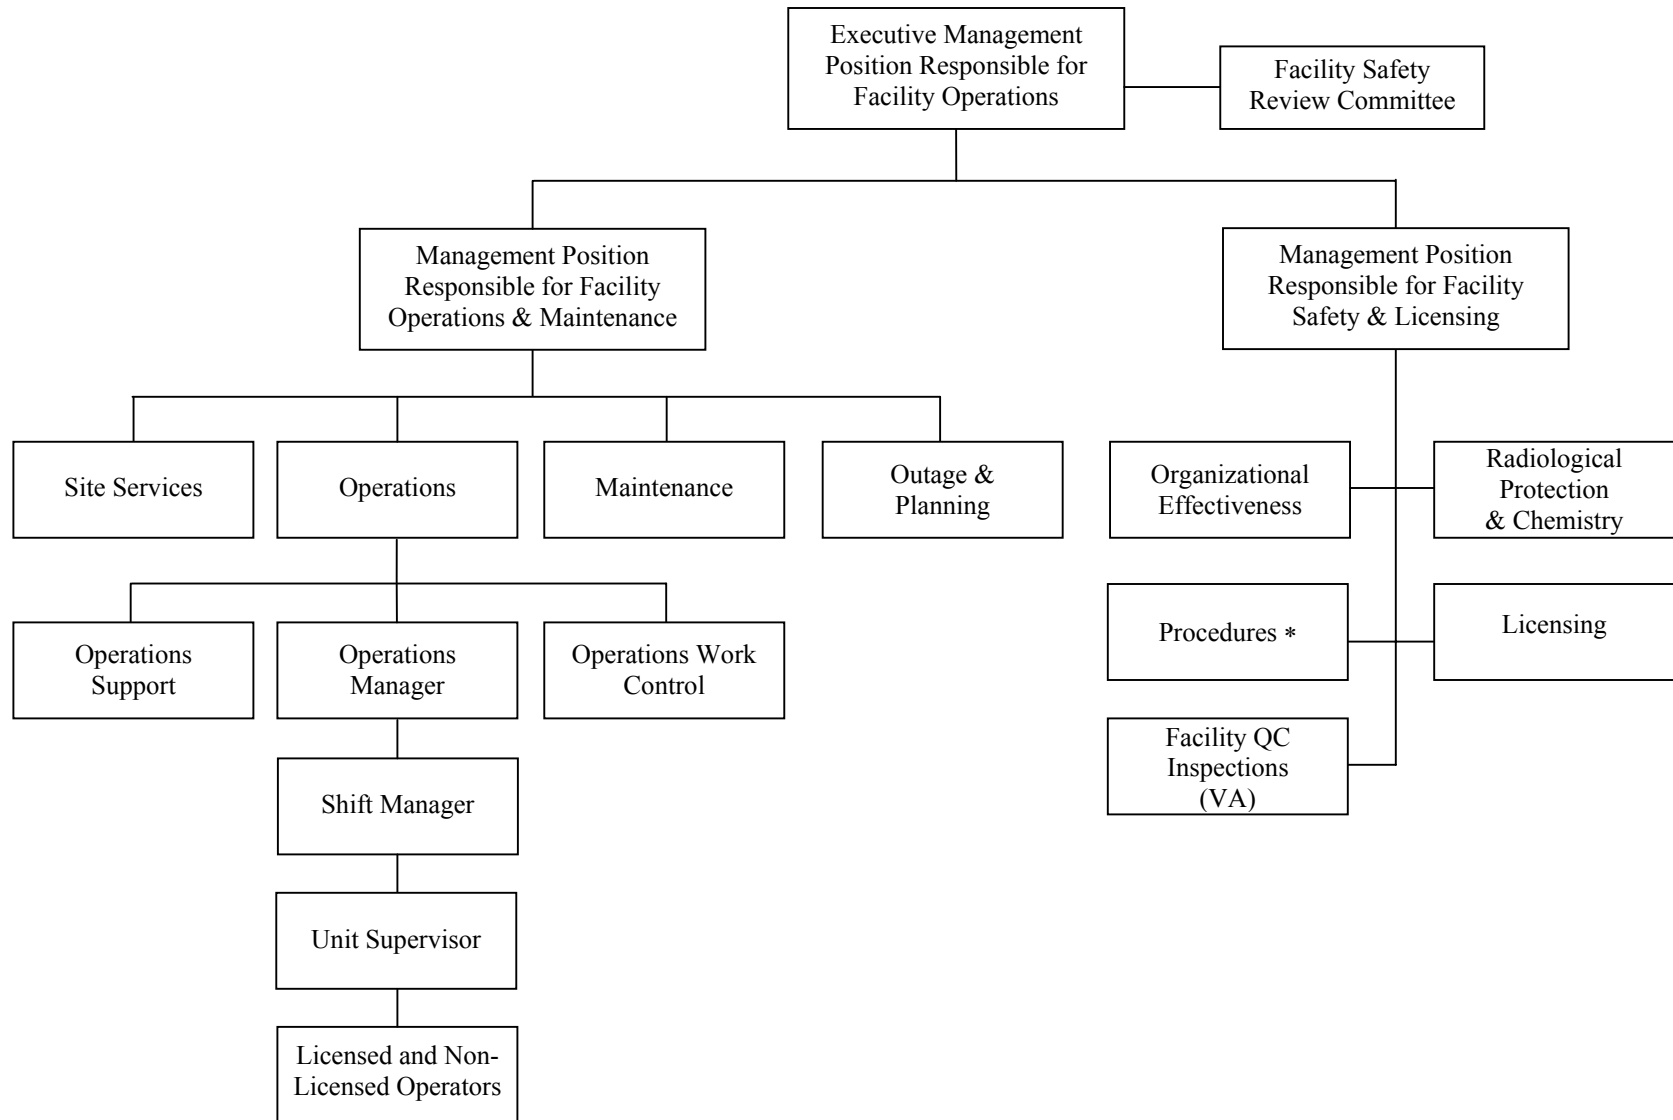 Executive Management
Position Responsible for
Facility Operations
Facility Safety
Review Committee
Management Position
Responsible for Facility
Operations & Maintenance
Management Position
Responsible for Facility
Safety & Licensing
Site Services
Operations
Maintenance
Outage &
Planning
Organizational
Effectiveness
Radiological
Protection
& Chemistry
Operations
Support
Operations
Manager
Operations Work
Control
Procedures *
Licensing
Facility QC
Inspections
(VA)
Shift Manager
Unit Supervisor
Licensed and Non-
Licensed Operators